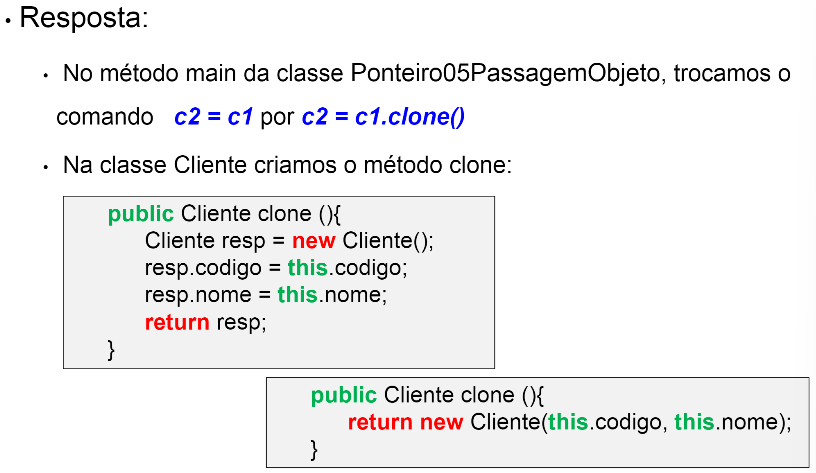 • Resposta:
• No método main da classe Ponteiro05PassagemObjeto, trocamos o
comando c2 = c1 por c2 = c1.clone()
• Na classe Cliente criamos o método clone:
public Cliente clone (){
Cliente resp = new Cliente();
resp.codigo = this.codigo;
resp.nome = this.nome;
return resp;
}
public Cliente clone (){
return new Cliente(this.codigo, this.nome);
}